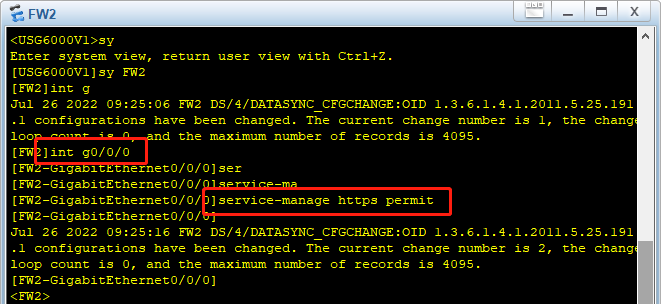 FW2
<USG6000V1>sy
Enter system view, return user view with Ctrl+Z.
[USG6000V1]sy FW2
[FW2]int g
Jul 26 2022 09:25:06 FW2 DS/4/DATASYNC_CFGCHANGE:OID 1.3.6.1.4.1.2011.5.25.191
.1 configurations have been changed. The current change number is 1, the change
loop count is 0, and the maximum number of records is 4095.
[FW2]int g0/0/0
[FW2-GigabitEthernet0/0/0]ser
[FW2-GigabitEthernet0/0/0]service-ma
[FW2-GigabitEthernet0/0/0]service-manage https permit
[FW2-GigabitEthernet0/0/0]
Jul 26 2022 09:25:16 FW2 DS/4/DATASYNC_CFGCHANGE:OID 1.3.6.1.4.1.2011.5.25.191
.1 configurations have been changed. The current change number is 2, the change
loop count is 0, and the maximum number of records is 4095.
[FW2-GigabitEthernet0/0/0]
<FW2>